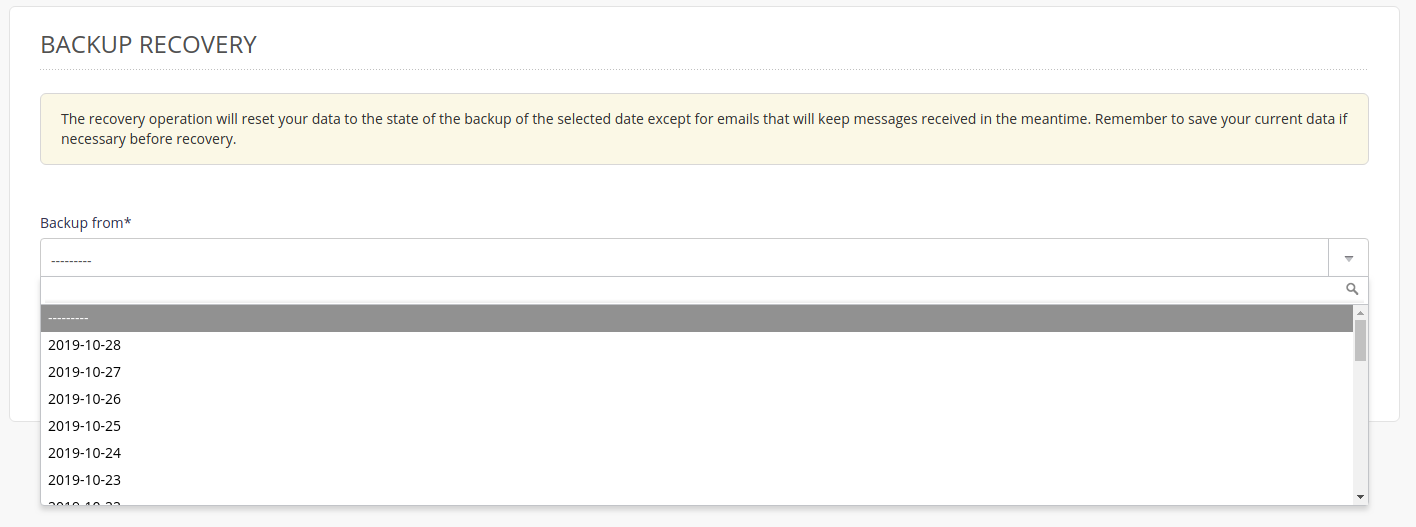 BACKUP RECOVERY
The recovery operation will reset your data to the state of the backup of the selected date except for emails that will keep messages received in the meantime. Remember to save your current data if
necessary before recovery.
Backup from*
---------
---------
2019-10-28
2019-10-27
2019-10-26
2019-10-25
2019-10-24
2019-10-23